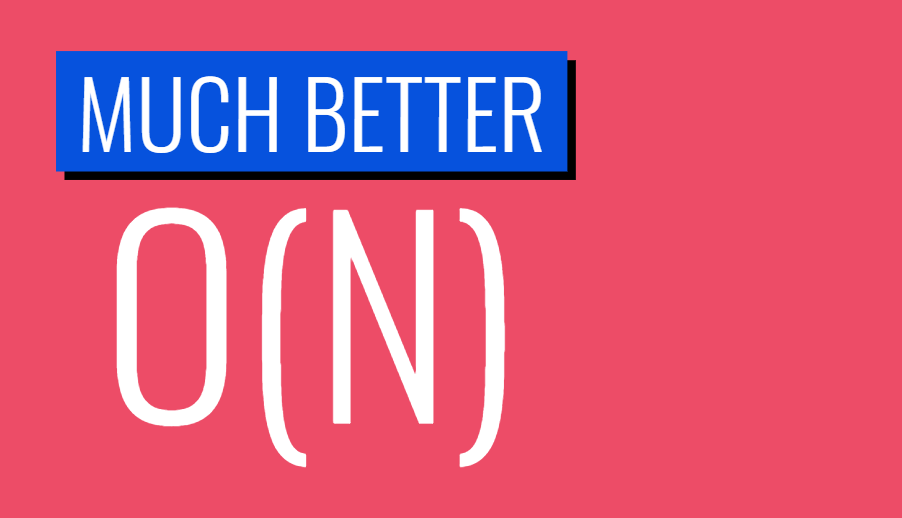 MUCH BETTER
O(N)